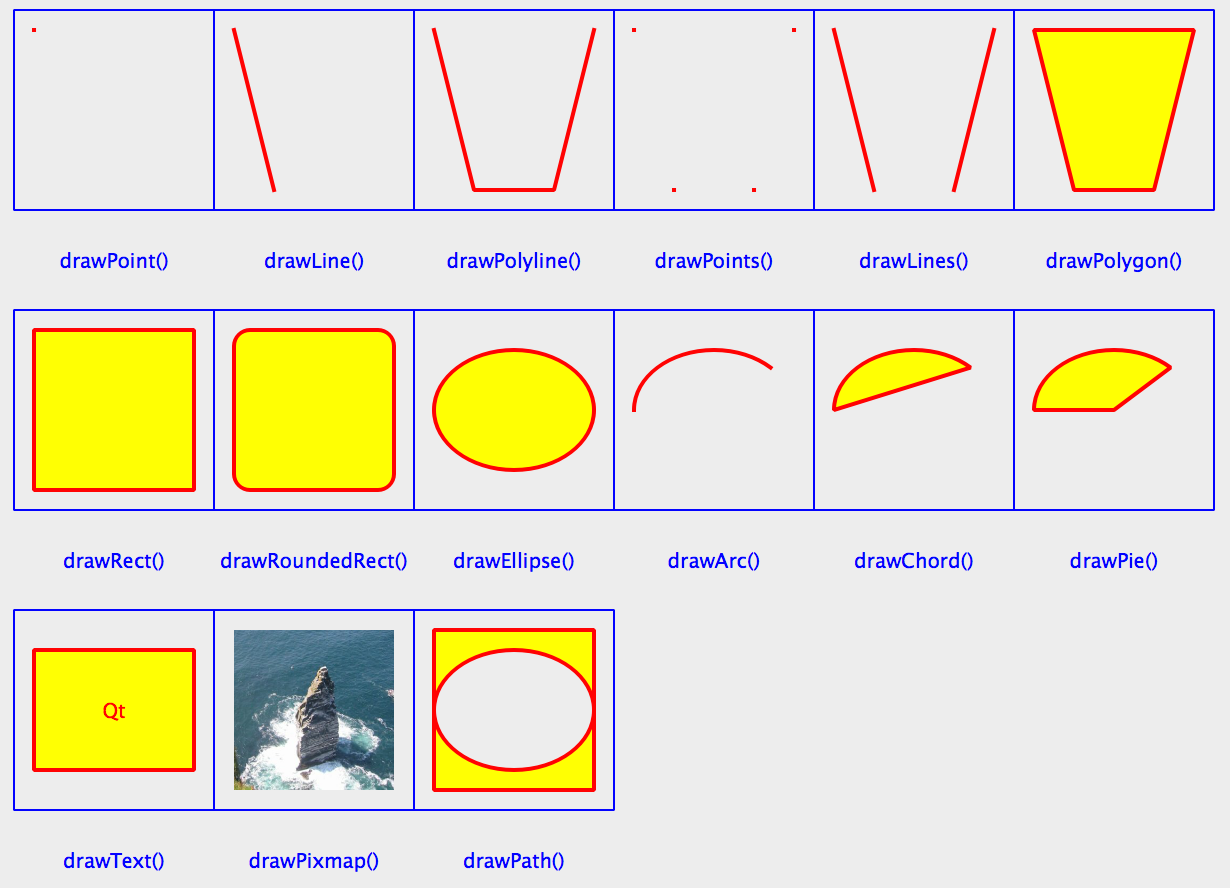 drawPoint() drawLine() drawPolyline() drawPoints() drawLines() drawPolygon()
drawRect() drawRoundedRect() drawEllipse() drawArc() drawChord() drawPie()
Qt
drawText() drawPixmap() drawPath()